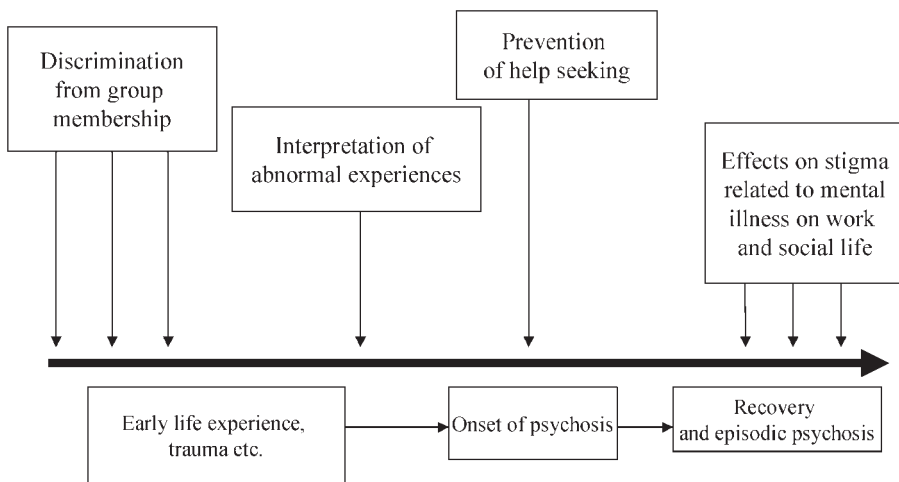 Discrimination
from group
membership
Interpretation of
abnormal experiences
Prevention
of help seeking
Effects on stigma
related to mental
illness on work
and social life
Early life experience,
trauma ctc.
Onset of psychosis
Recovery
and episodic psychosis